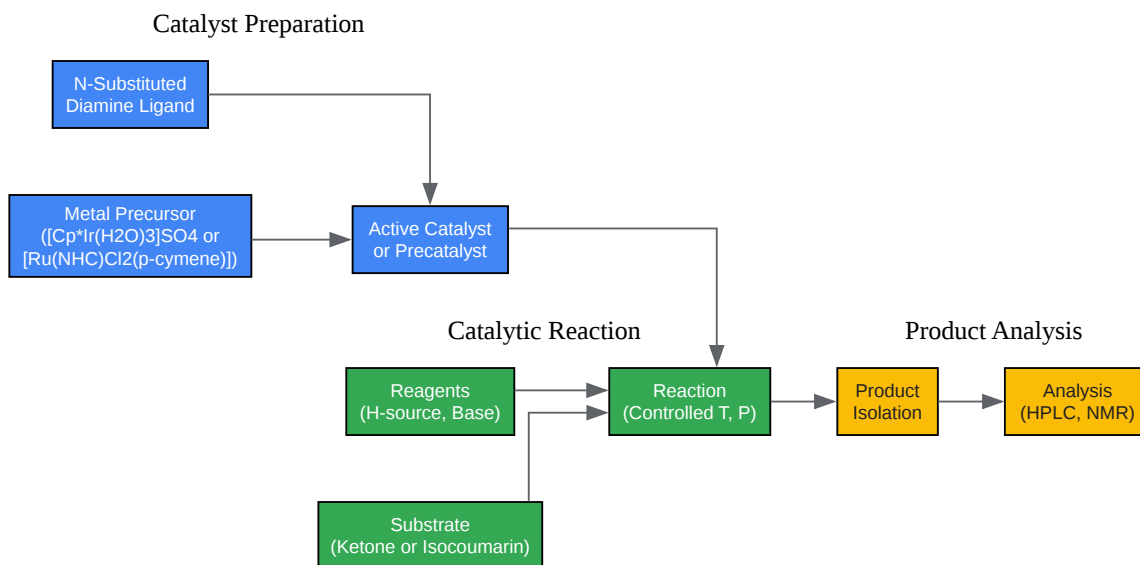 Catalyst Preparation
N-Substituted
Diamine Ligand
Metal Precursor
([Cp*Ir(H2O)3]SO4 or
[Ru(NHC)Cl2(p-cymene)])
Active Catalyst
or Precatalyst
Catalytic Reaction
Product Analysis
Reagents
(H-source, Base)
Reaction
(Controlled T, P)
Product
Isolation
Analysis
(HPLC, NMR)
Substrate
(Ketone or Isocoumarin)